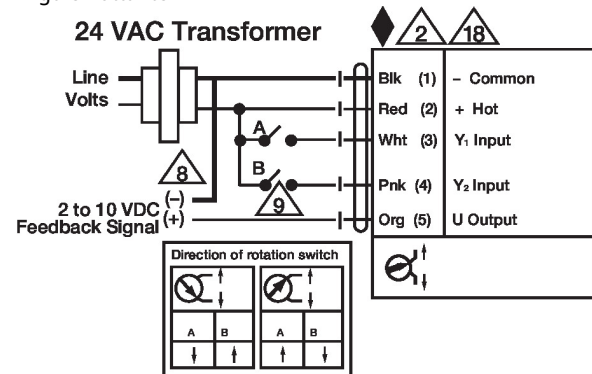 24 VAC Transformer
2
18
Line
Volts
Blk (1) – Common
Red (2) + Hot
A
Wht (3) Y₁ Input
B
Pnk (4) Y₂ Input
8
9
2 to 10 VDC (–)
Feedback Signal (+)
Org (5) U Output
Direction of rotation switch
A B A B